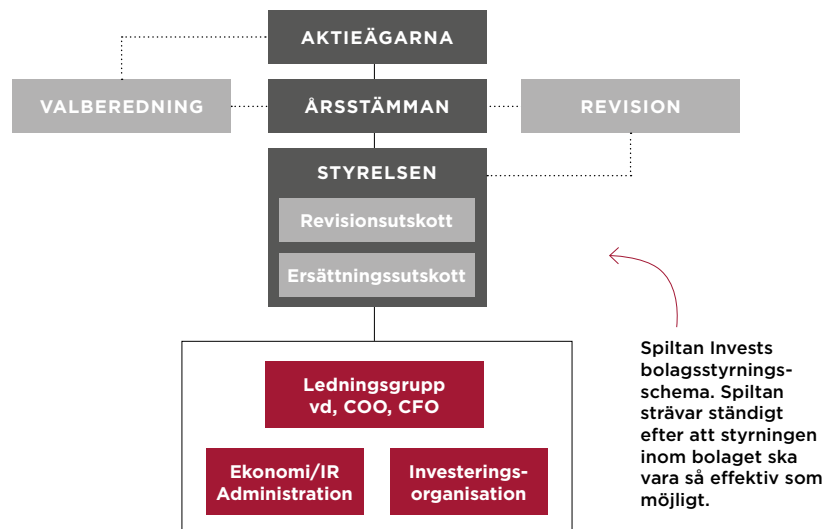 AKTIEÄGARNA
VALBEREDNING
ÅRSSTÄMMAN
REVISION
STYRELSEN
Revisionsutskott
Ersättningssutskott
Ledningsgrupp
vd, COO, CFO
Ekonomi/IR
Administration
Investerings-
organisation
Spiltan Invests
bolagsstyrnings-
schema. Spiltan
strävar ständigt
efter att styrningen
inom bolaget ska
vara så effektiv som
möjligt.